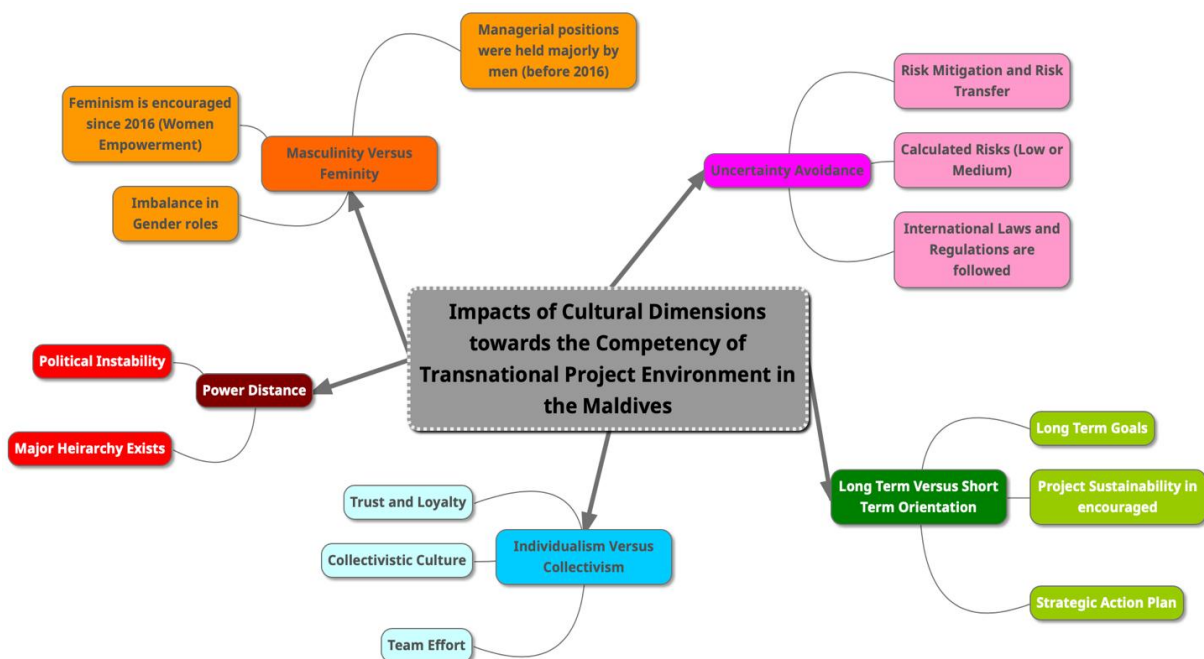 Managerial positions
were held majorly by
men (before 2016)
Feminism is encouraged
since 2016 (Women
Empowerment)
Masculinity Versus
Feminity
Imbalance in
Gender roles
Risk Mitigation and Risk
Transfer
Uncertainty Avoidance
Calculated Risks (Low or
Medium)
International Laws and
Regulations are
followed
Impacts of Cultural Dimensions
towards the Competency of
Transnational Project Environment in
the Maldives
Political Instability
Power Distance
Major Heirarchy Exists
Trust and Loyalty
Collectivistic Culture
Individualism Versus
Collectivism
Team Effort
Long Term Goals
Long Term Versus Short
Term Orientation
Project Sustainability in
encouraged
Strategic Action Plan